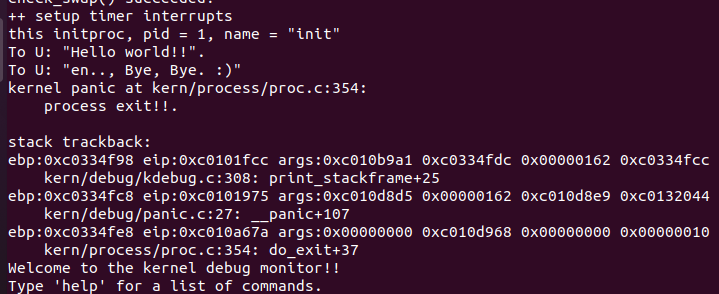 check_swap() succeeded!
++ setup timer interrupts
this initproc, pid = 1, name = "init"
To U: "Hello world!!".
To U: "en.., Bye, Bye. :)"
kernel panic at kern/process/proc.c:354:
    process exit!!.

stack trackback:
ebp:0xc0334f98 eip:0xc0101fcc args:0xc010b9a1 0xc0334fdc 0x00000162 0xc0334fcc
    kern/debug/kdebug.c:308: print_stackframe+25
ebp:0xc0334fc8 eip:0xc0101975 args:0xc010d8d5 0x00000162 0xc010d8e9 0xc0132044
    kern/debug/panic.c:27: __panic+107
ebp:0xc0334fe8 eip:0xc010a67a args:0x00000000 0xc010d968 0x00000000 0x00000010
    kern/process/proc.c:354: do_exit+37
Welcome to the kernel debug monitor!!
Type 'help' for a list of commands.